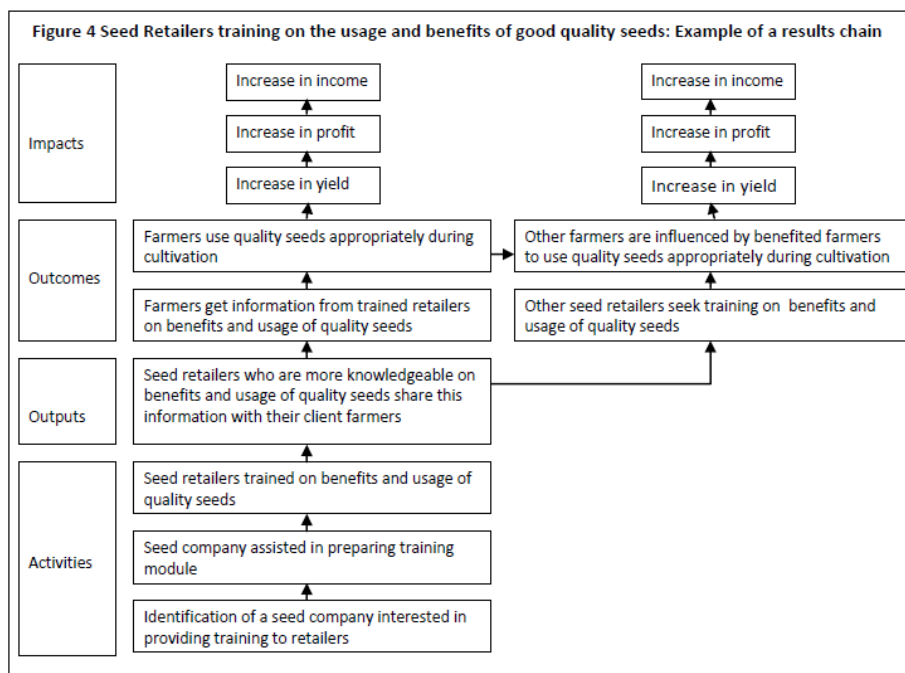 Figure 4 Seed Retailers training on the usage and benefits of good quality seeds: Example of a results chain
Impacts
Increase in income
Increase in profit
Increase in yield
Increase in income
Increase in profit
Increase in yield
Outcomes
Farmers use quality seeds appropriately during
cultivation
Other farmers are influenced by benefited farmers
to use quality seeds appropriately during cultivation
Farmers get information from trained retailers
on benefits and usage of quality seeds
Other seed retailers seek training on benefits and
usage of quality seeds
Outputs
Seed retailers who are more knowledgeable on
benefits and usage of quality seeds share this
information with their client farmers
Activities
Seed retailers trained on benefits and usage of
quality seeds
Seed company assisted in preparing training
module
Identification of a seed company interested in
providing training to retailers